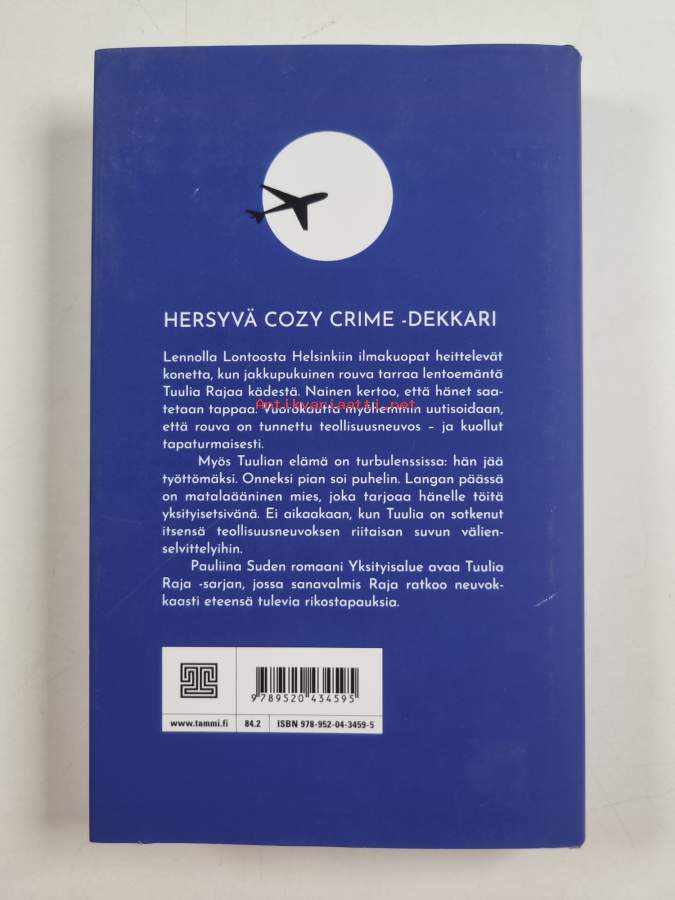 HERSYVÄ COZY CRIME -DEKKARI
Lennolla Lontoosta Helsinkiin ilmakuopat heittelevät
konetta, kun jakkupukuinen rouva tarraa lentoemäntä
Tuulia Rajaa kädestä. Nainen kertoo, että hänet saa-
tetaan tappaa. Vuorokautta myöhemmin uutisoidaan,
Antikvariaatti.net
että rouva on tunnettu teollisuusneuvos – ja kuollut
tapaturmaisesti.
Myös Tuulian elämä on turbulenssissa: hän jää
työttömäksi. Onneksi pian soi puhelin. Langan päässä
on matalaääninen mies, joka tarjoaa hänelle töitä
yksityisetsivänä. Ei aikaakaan, kun Tuulia on sotkenut
itsensä teollisuusneuvoksen riitaisan suvun välien-
selvittelyihin.
Pauliina Suden romaani Yksityisalue avaa Tuulia
Raja -sarjan, jossa sanavalmis Raja ratkoo neuvok-
kaasti eteensä tulevia rikostapauksia.
9 789520 434595
www.tammi.fi 84.2 ISBN 978-952-04-3459-5